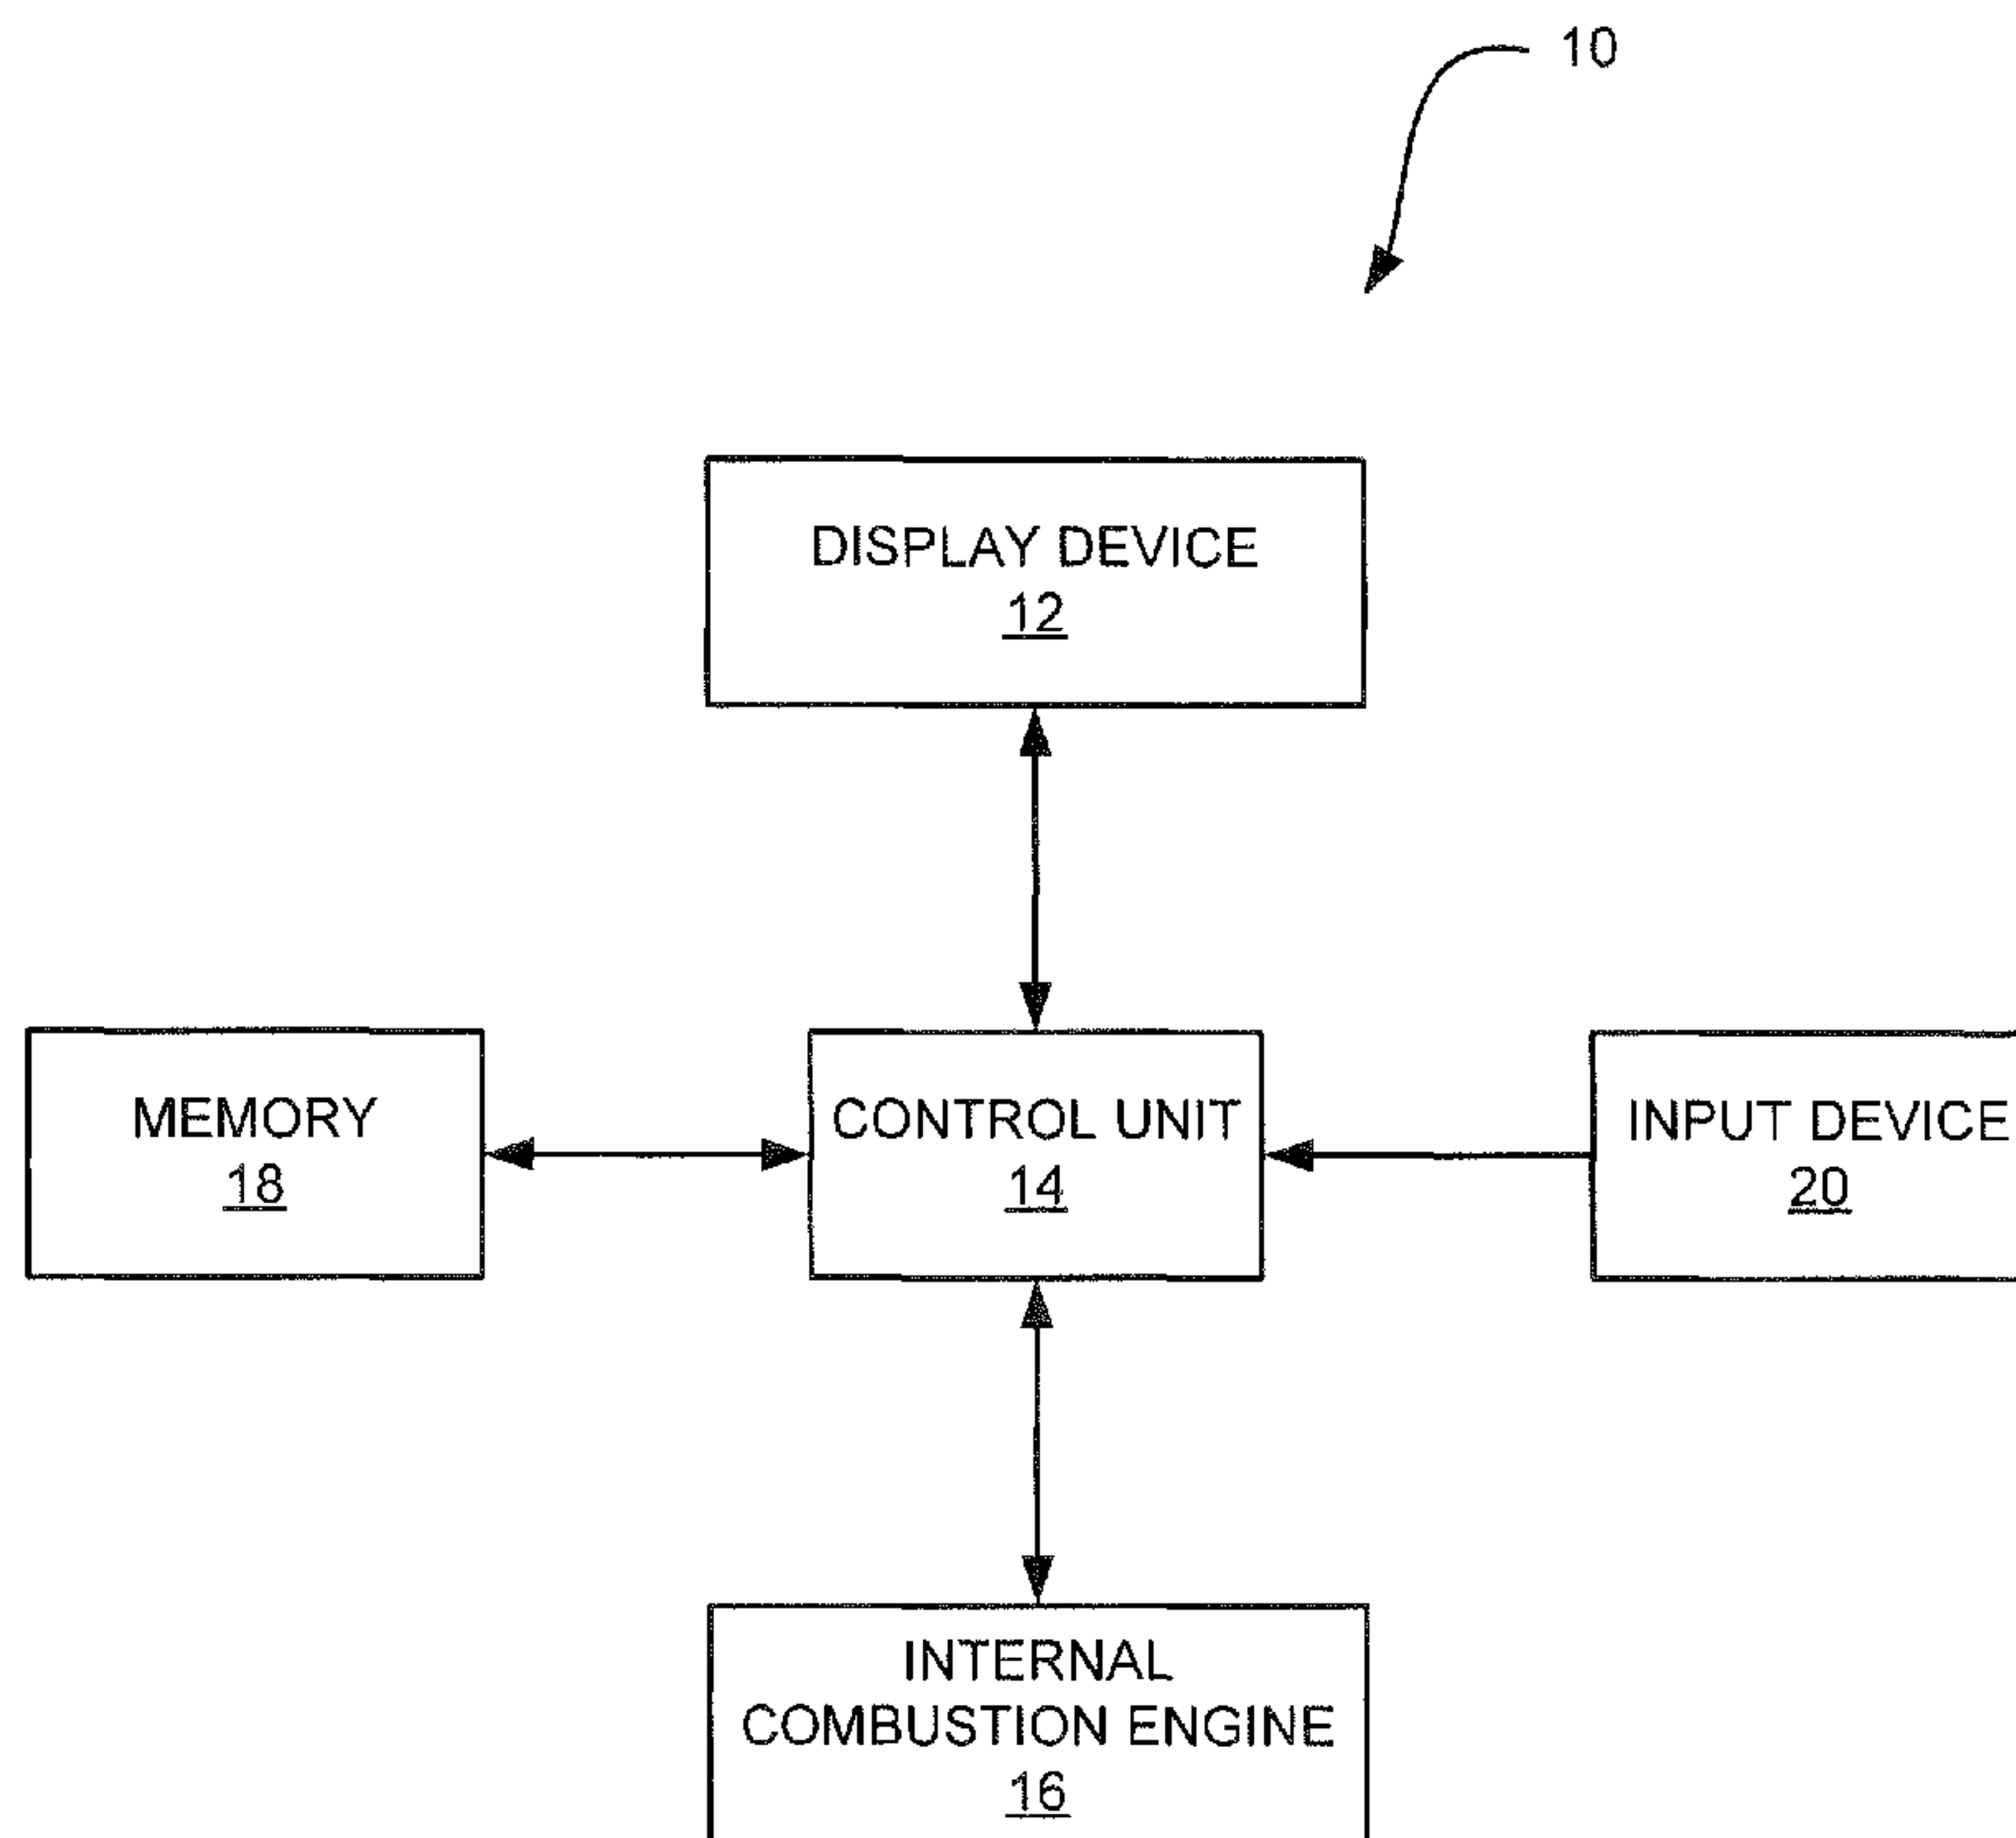 10
DISPLAY DEVICE
12
MEMORY
18
CONTROL UNIT
14
INPUT DEVICE
20
INTERNAL
COMBUSTION ENGINE
16